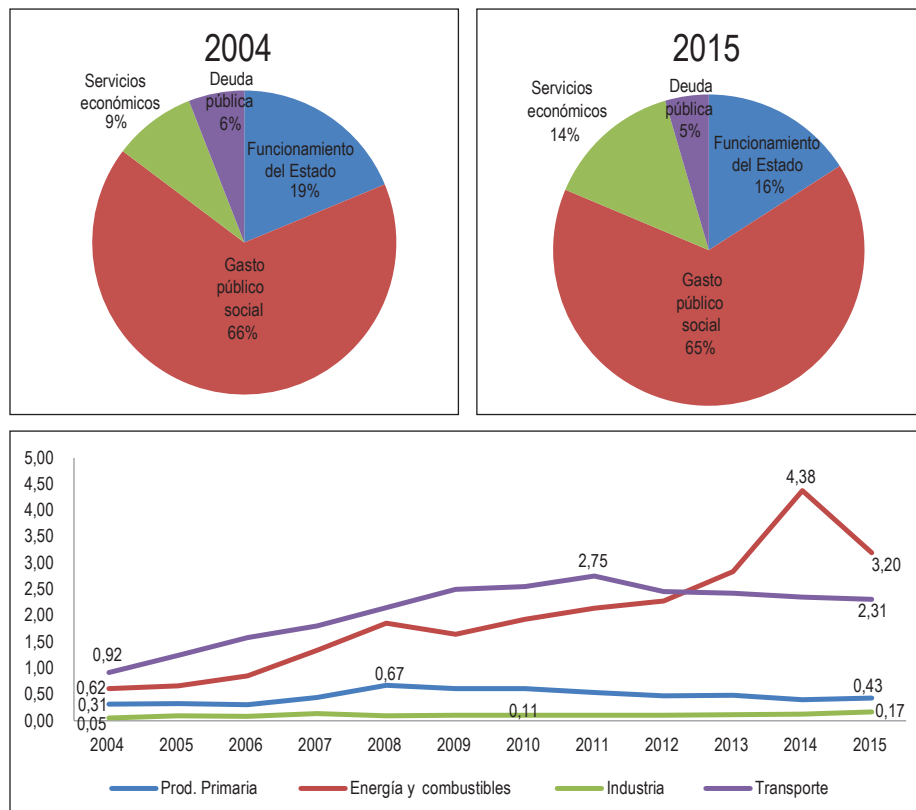 2004
Servicios
económicos
9%
Deuda
pública
6%
Funcionamiento
del Estado
19%
Gasto
público
social
66%
2015
Servicios
económicos
14%
Deuda
pública
5%
Funcionamiento
del Estado
16%
Gasto
público
social
65%
5,00
4,50
4,00
3,50
3,00
2,50
2,00
1,50
1,00
0,50
0,00
0,92
0,62
0,31
0,05
0,67
0,11
2,75
4,38
3,20
2,31
0,43
0,17
2004 2005 2006 2007 2008 2009 2010 2011 2012 2013 2014 2015
Prod. Primaria Energía y combustibles Industria Transporte